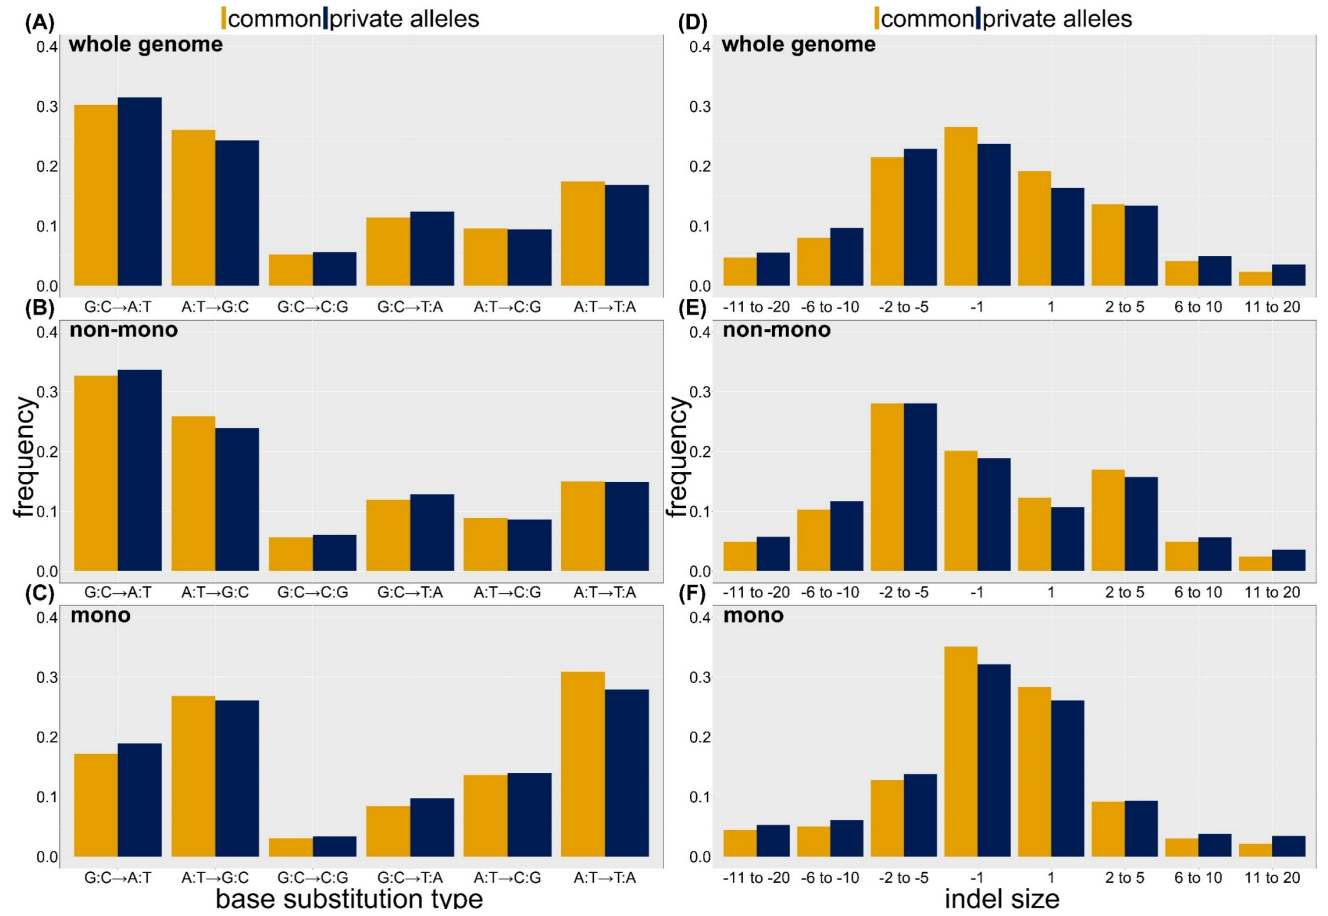 (A)
common private alleles
whole genome
0.4
0.3
0.2
0.1
0.0
G:C→A:T A:T→G:C G:C→C:G G:C→T:A A:T→C:G A:T→T:A
(B)
non-mono
0.4
0.3
0.2
0.1
0.0
G:C→A:T A:T→G:C G:C→C:G G:C→T:A A:T→C:G A:T→T:A
(C)
mono
0.4
0.3
0.2
0.1
0.0
G:C→A:T A:T→G:C G:C→C:G G:C→T:A A:T→C:G A:T→T:A
frequency
base substitution type
(D)
common private alleles
whole genome
0.4
0.3
0.2
0.1
0.0
-11 to -20 -6 to -10 -2 to -5 -1 1 2 to 5 6 to 10 11 to 20
(E)
non-mono
0.4
0.3
0.2
0.1
0.0
-11 to -20 -6 to -10 -2 to -5 -1 1 2 to 5 6 to 10 11 to 20
(F)
mono
0.4
0.3
0.2
0.1
0.0
-11 to -20 -6 to -10 -2 to -5 -1 1 2 to 5 6 to 10 11 to 20
frequency
indel size